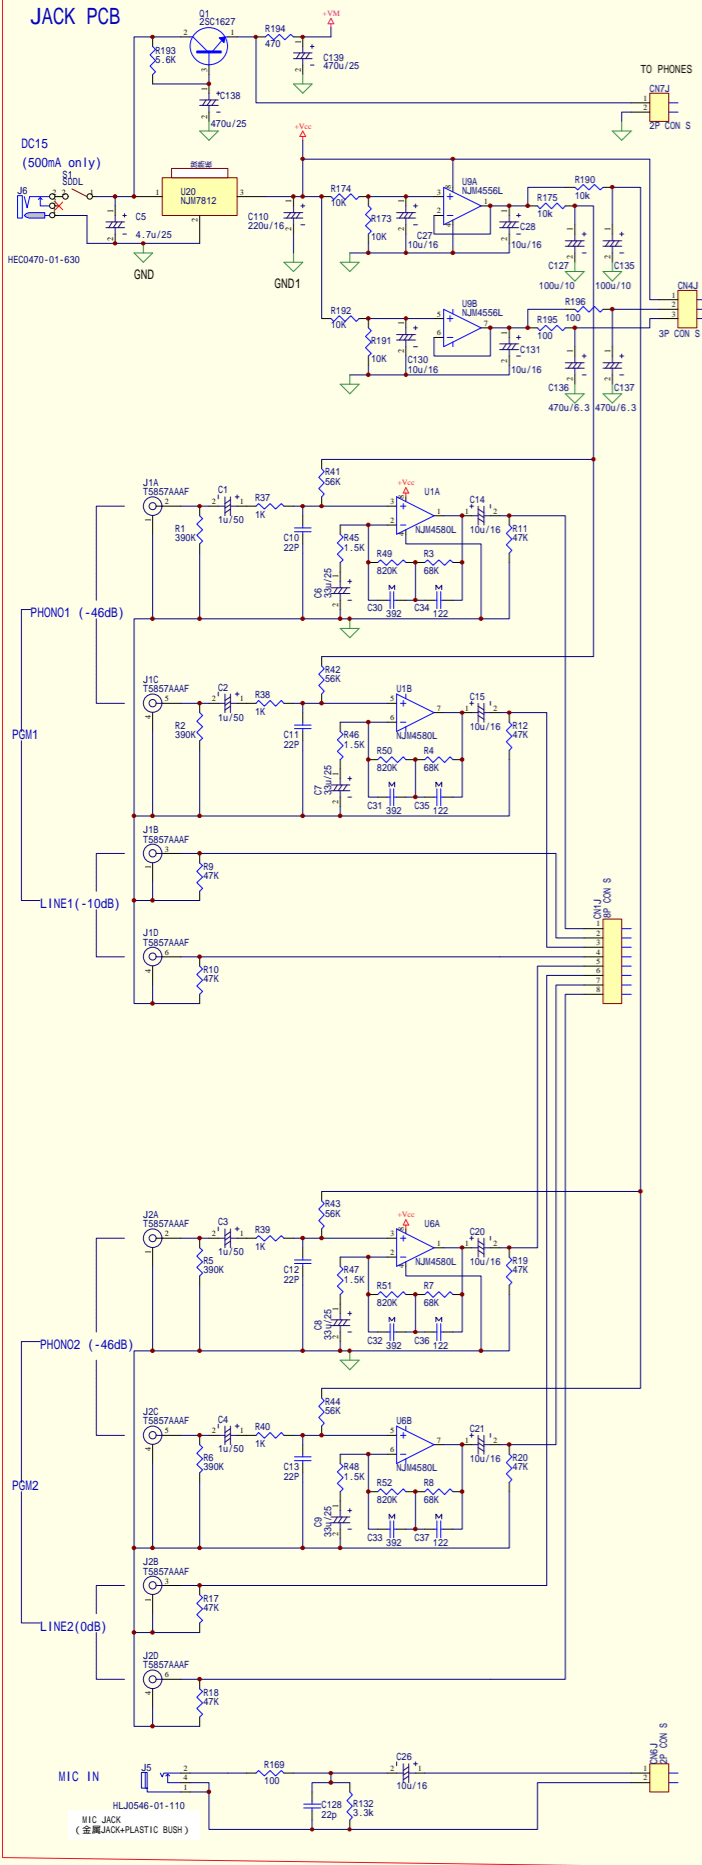 JACK PCB
Q1
2SC1627
R193
5.6K
R194
470
+VM
C139
470u/25
C138
470u/25
TO PHONES
CN7J
2P CON S
DC15
(500mA only)
S1
SDDL
J6
HEC0470-01-630
C5
4.7u/25
GND
U20
NJM7812
+Vcc
C110
220u/16
GND1
R174
10K
R173
10K
C27
10u/16
U9A
NJM4556L
C28
10u/16
R175
10k
R190
10k
C127
100u/10
C135
100u/10
CN4J
3P CON S
R192
10K
R191
10K
C130
10u/16
U9B
NJM4556L
C131
10u/16
R195
100
R196
100
C136
470u/6.3
C137
470u/6.3
J1A
T5857AAAF
R1
390K
C1
1u/50
R37
1K
C10
22P
R41
56K
R45
1.5K
C6
33u/25
+Vcc
U1A
NJM4580L
R49
820K
R3
68K
C30
392
C34
122
C14
10u/16
R11
47K
PHONO1 (-46dB)
J1C
T5857AAAF
R2
390K
C2
1u/50
R38
1K
C11
22P
R42
56K
R46
1.5K
C7
33u/25
U1B
NJM4580L
R50
820K
R4
68K
C31
392
C35
122
C15
10u/16
R12
47K
PGM1
J1B
T5857AAAF
R9
47K
LINE1(-10dB)
J1D
T5857AAAF
R10
47K
CN1J
8P CON S
J2A
T5857AAAF
R5
390K
C3
1u/50
R39
1K
C12
22P
R43
56K
R47
1.5K
C8
33u/25
+Vcc
U6A
NJM4580L
R51
820K
R7
68K
C32
392
C36
122
C20
10u/16
R19
47K
PHONO2 (-46dB)
J2C
T5857AAAF
R6
390K
C4
1u/50
R40
1K
C13
22P
R44
56K
R48
1.5K
C9
33u/25
U6B
NJM4580L
R52
820K
R8
68K
C33
392
C37
122
C21
10u/16
R20
47K
PGM2
J2B
T5857AAAF
R17
47K
LINE2(0dB)
J2D
T5857AAAF
R18
47K
MIC IN
J5
HLJ0546-01-110
MIC JACK
(金属JACK+PLASTIC BUSH)
R169
100
C128
22p
R132
3.3k
C26
10u/16
CN6J
2P CON S